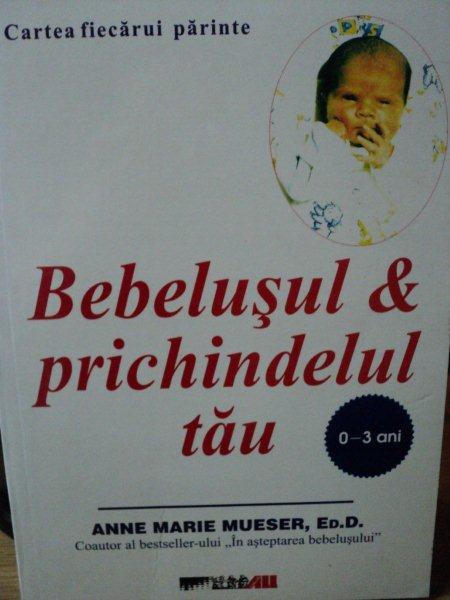 Cartea fiecărui părinte
Bebeluşul &
prichindelul
tău
0–3 ani
ANNE MARIE MUESER, ED.D.
Coautor al bestseller-ului „În aşteptarea bebeluşului”
ALL